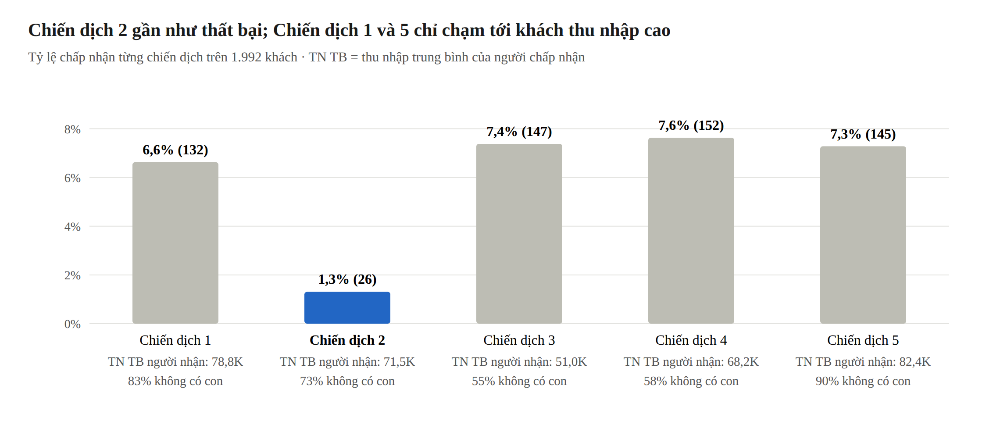 Chiến dịch 2 gần như thất bại; Chiến dịch 1 và 5 chỉ chạm tới khách thu nhập cao
Tỷ lệ chấp nhận từng chiến dịch trên 1.992 khách · TN TB = thu nhập trung bình của người chấp nhận
8%
6%
4%
2%
0%
6,6% (132)
1,3% (26)
7,4% (147)
7,6% (152)
7,3% (145)
Chiến dịch 1
TN TB người nhận: 78,8K
83% không có con
Chiến dịch 2
TN TB người nhận: 71,5K
73% không có con
Chiến dịch 3
TN TB người nhận: 51,0K
55% không có con
Chiến dịch 4
TN TB người nhận: 68,2K
58% không có con
Chiến dịch 5
TN TB người nhận: 82,4K
90% không có con